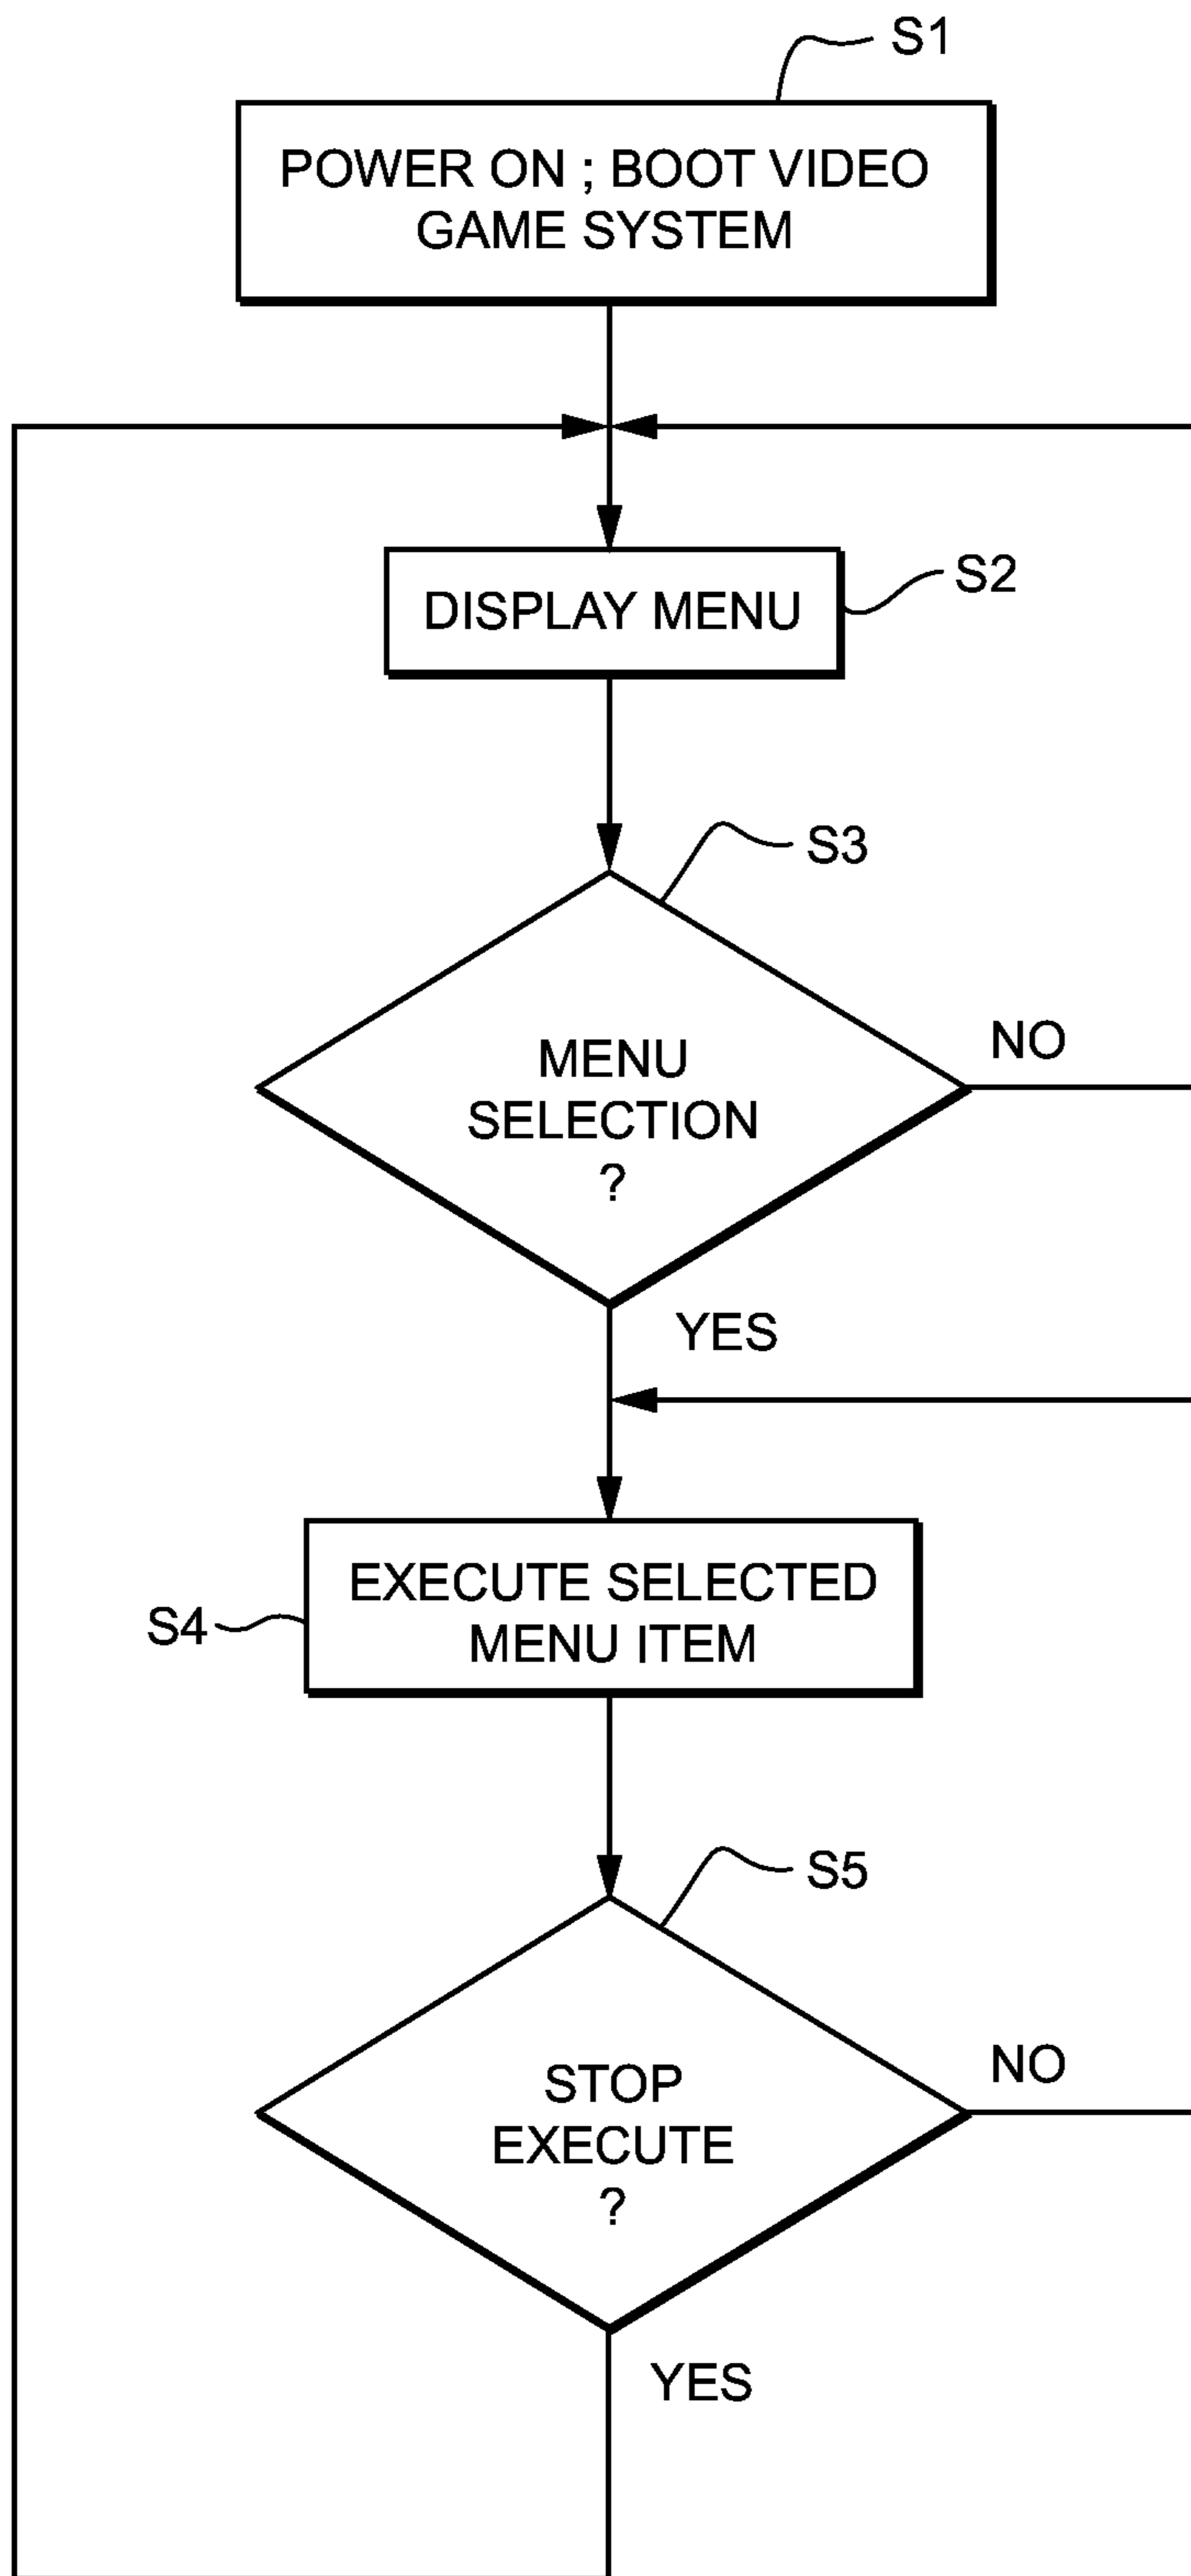 S1
POWER ON ; BOOT VIDEO
GAME SYSTEM
DISPLAY MENU
S2
S3
MENU
SELECTION
?
NO
YES
EXECUTE SELECTED
MENU ITEM
S4
S5
STOP
EXECUTE
?
NO
YES